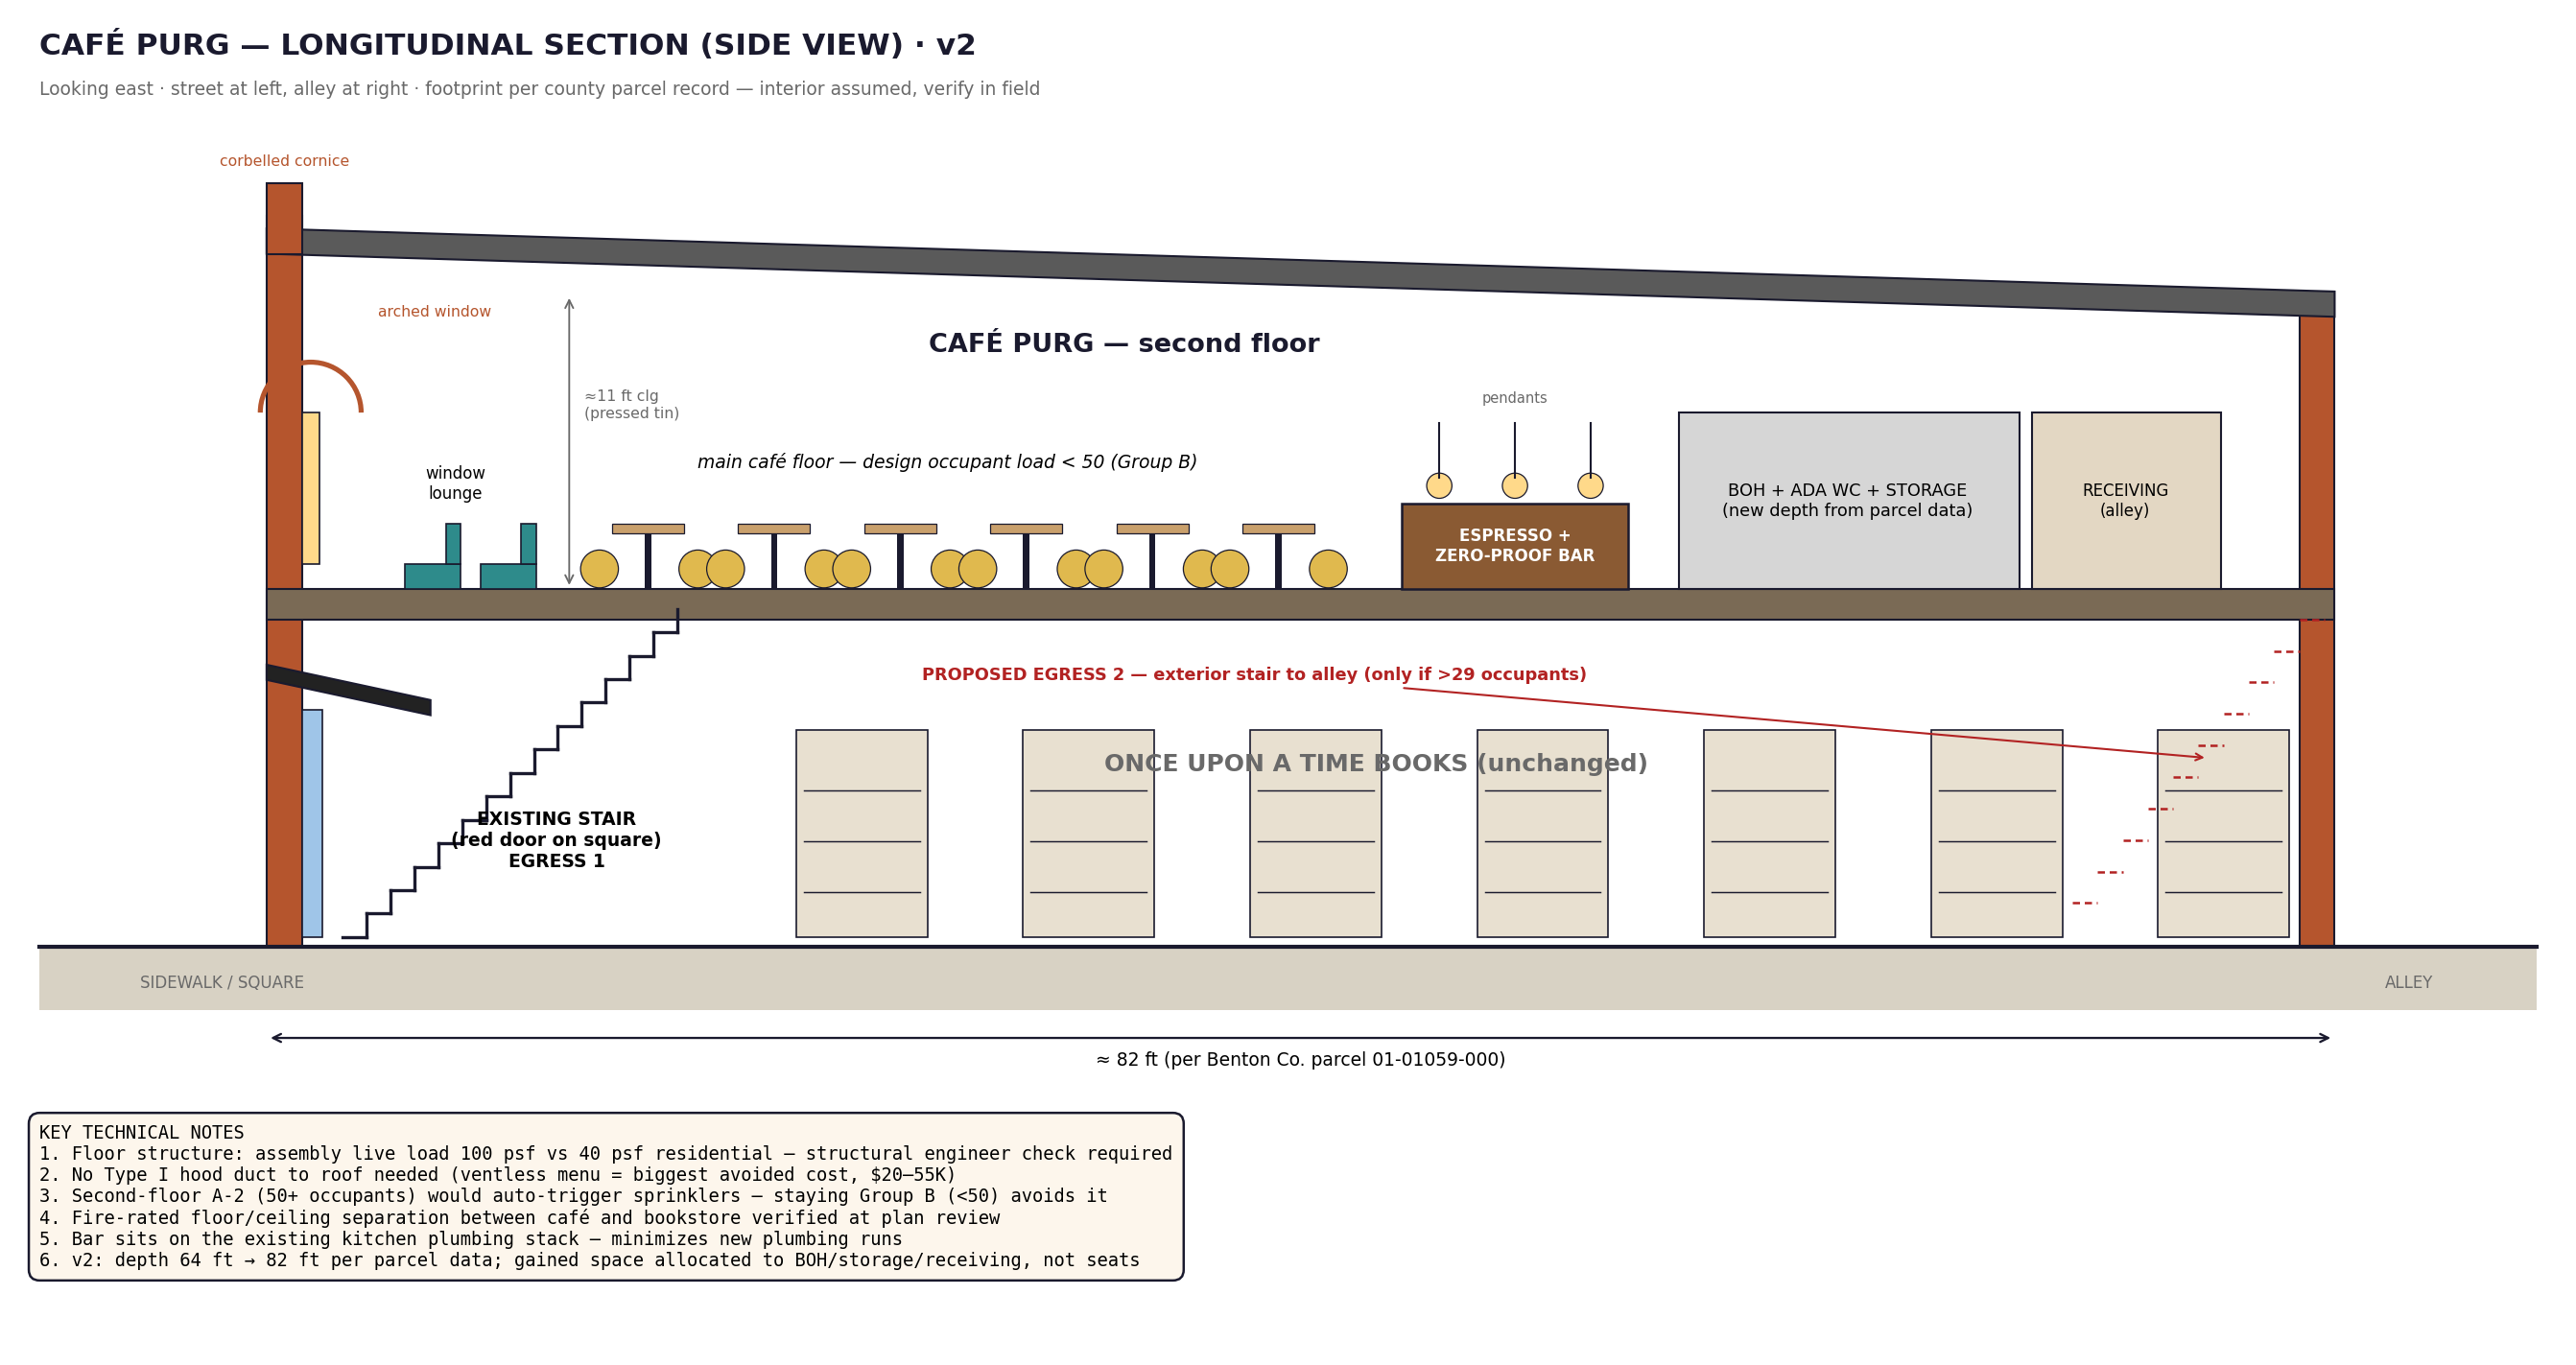 CAFÉ PURG — LONGITUDINAL SECTION (SIDE VIEW) · v2
Looking east · street at left, alley at right · footprint per county parcel record — interior assumed, verify in field
corbelled cornice
arched window
CAFÉ PURG — second floor
≈11 ft clg
(pressed tin)
pendants
main café floor — design occupant load < 50 (Group B)
window
lounge
BOH + ADA WC + STORAGE
(new depth from parcel data)
RECEIVING
(alley)
ESPRESSO +
ZERO-PROOF BAR
PROPOSED EGRESS 2 — exterior stair to alley (only if >29 occupants)
ONCE UPON A TIME BOOKS (unchanged)
EXISTING STAIR
(red door on square)
EGRESS 1
SIDEWALK / SQUARE
ALLEY
≈ 82 ft (per Benton Co. parcel 01-01059-000)
KEY TECHNICAL NOTES
1. Floor structure: assembly live load 100 psf vs 40 psf residential — structural engineer check required
2. No Type I hood duct to roof needed (ventless menu = biggest avoided cost, $20–55K)
3. Second-floor A-2 (50+ occupants) would auto-trigger sprinklers — staying Group B (<50) avoids it
4. Fire-rated floor/ceiling separation between café and bookstore verified at plan review
5. Bar sits on the existing kitchen plumbing stack — minimizes new plumbing runs
6. v2: depth 64 ft → 82 ft per parcel data; gained space allocated to BOH/storage/receiving, not seats